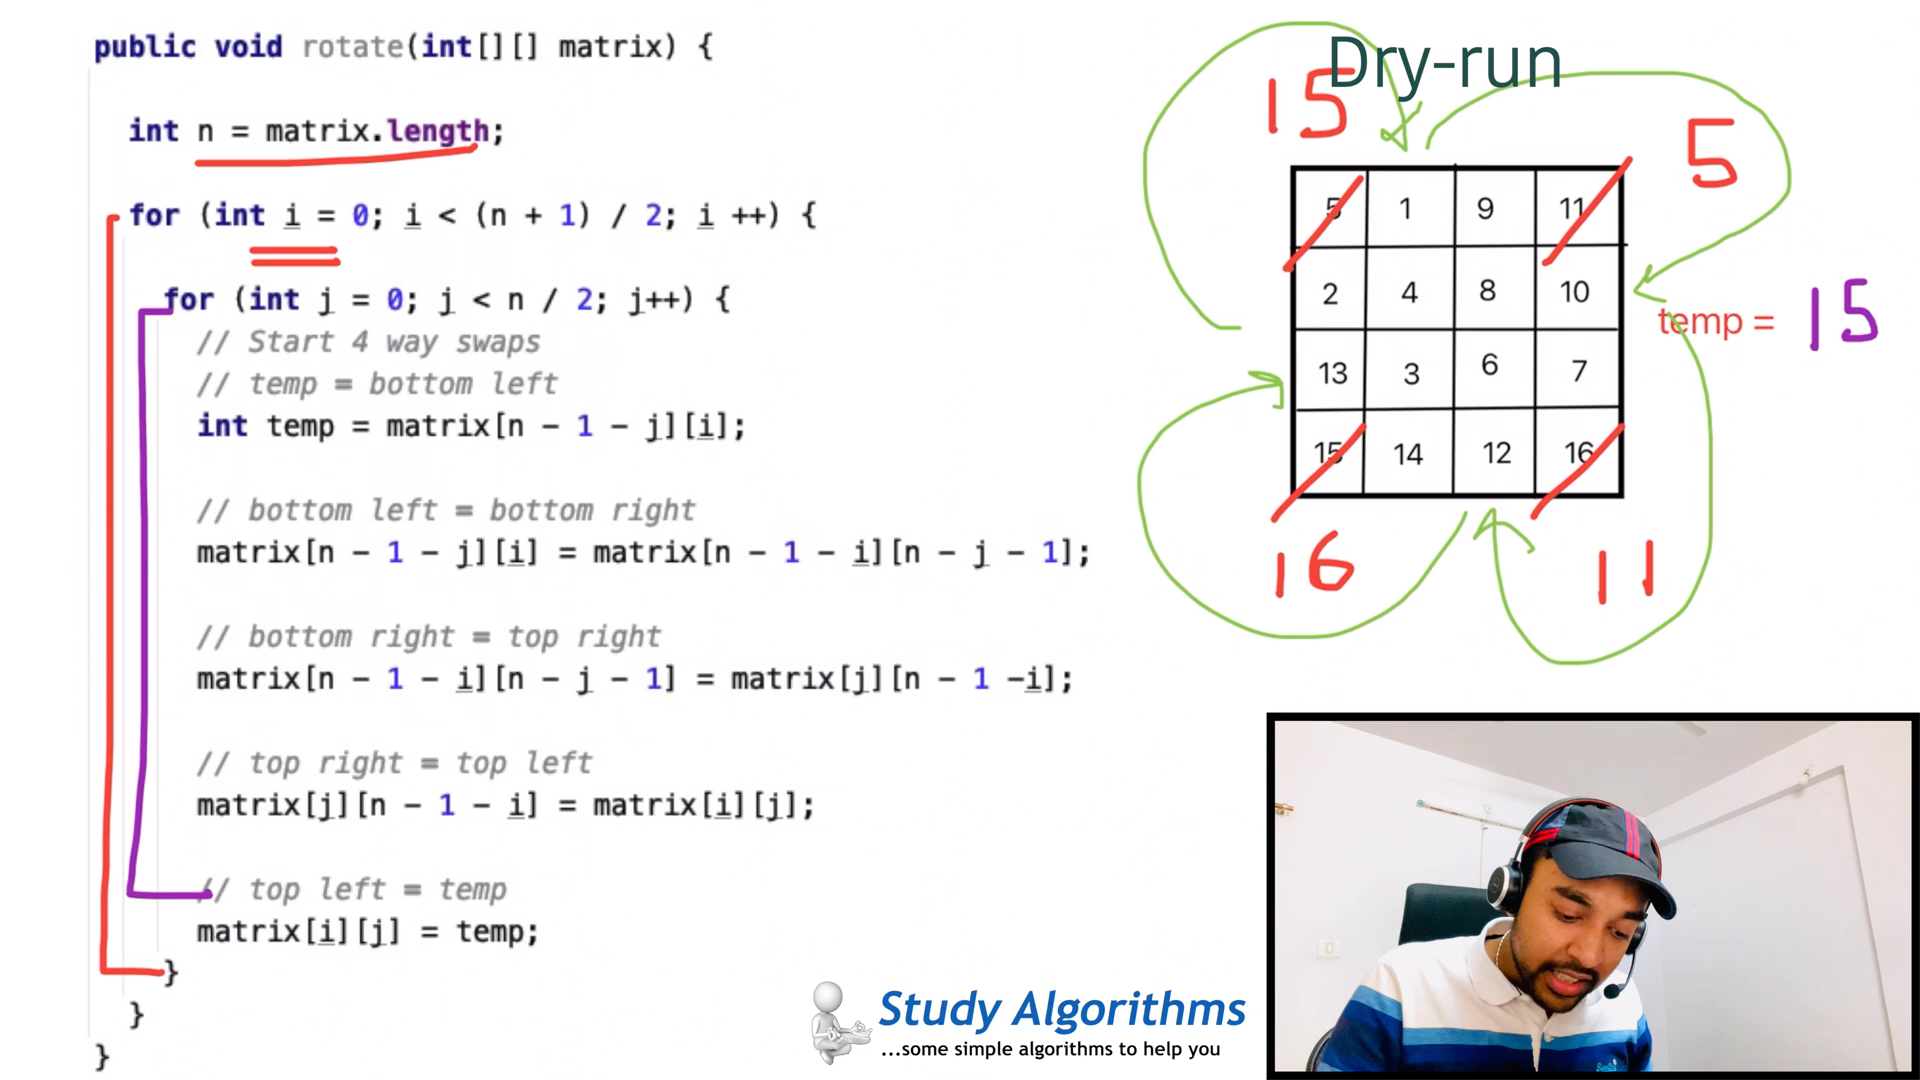 public void rotate(int[][] matrix) {
int n = matrix.length;
for (int i = 0; i < (n + 1) / 2; i ++) {
for (int j = 0; j < n / 2; j++) {
// Start 4 way swaps
// temp = bottom left
int temp = matrix[n - 1 - j][i];
// bottom left = bottom right
matrix[n - 1 - j][i] = matrix[n - 1 - i][n - j - 1];
// bottom right = top right
matrix[n - 1 - i][n - j - 1] = matrix[j][n - 1 -i];
// top right = top left
matrix[j][n - 1 - i] = matrix[i][j];
// top left = temp
matrix[i][j] = temp;
}
}
}
Dry-run
15
5
5 1 9 11
2 4 8 10
13 3 6 7
15 14 12 16
temp = 15
16
11
Study Algorithms
...some simple algorithms to help you